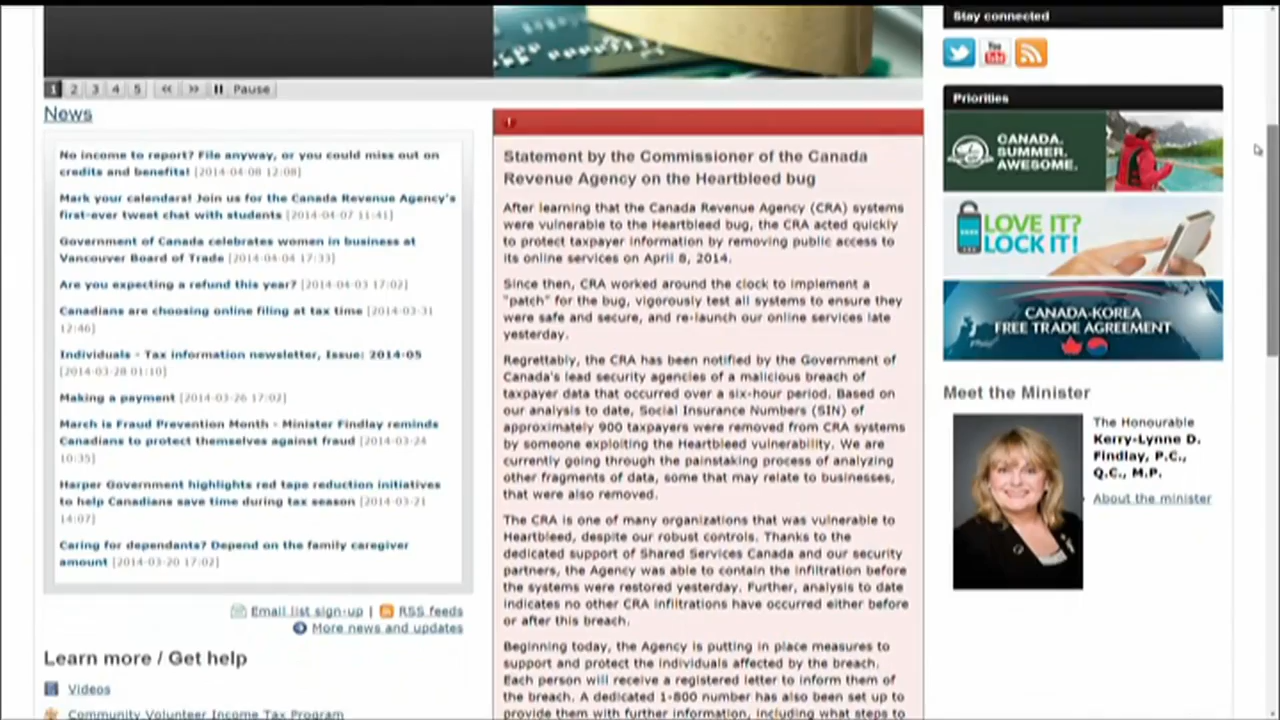 1 2 3 4 5 Pause
News
No income to report? File anyway, or you could miss out on
credits and benefits! [2014-04-08 12:08]
Mark your calendars! Join us for the Canada Revenue Agency's
first-ever tweet chat with students [2014-04-07 11:41]
Government of Canada celebrates women in business at
Vancouver Board of Trade [2014-04-04 17:33]
Are you expecting a refund this year? [2014-04-03 17:02]
Canadians are choosing online filing at tax time [2014-03-31
12:46]
Individuals - Tax information newsletter, Issue: 2014-05
[2014-03-28 01:10]
Making a payment [2014-03-26 17:02]
March is Fraud Prevention Month - Minister Findlay reminds
Canadians to protect themselves against fraud [2014-03-24
10:35]
Harper Government highlights red tape reduction initiatives
to help Canadians save time during tax season [2014-03-21
14:07]
Caring for dependants? Depend on the family caregiver
amount [2014-03-20 17:02]
Email list sign-up | RSS feeds
More news and updates
Learn more / Get help
Videos
Community Volunteer Income Tax Program
!
Statement by the Commissioner of the Canada
Revenue Agency on the Heartbleed bug
After learning that the Canada Revenue Agency (CRA) systems
were vulnerable to the Heartbleed bug, the CRA acted quickly
to protect taxpayer information by removing public access to
its online services on April 8, 2014.
Since then, CRA worked around the clock to implement a
"patch" for the bug, vigorously test all systems to ensure they
were safe and secure, and re-launch our online services late
yesterday.
Regrettably, the CRA has been notified by the Government of
Canada's lead security agencies of a malicious breach of
taxpayer data that occurred over a six-hour period. Based on
our analysis to date, Social Insurance Numbers (SIN) of
approximately 900 taxpayers were removed from CRA systems
by someone exploiting the Heartbleed vulnerability. We are
currently going through the painstaking process of analyzing
other fragments of data, some that may relate to businesses,
that were also removed.
The CRA is one of many organizations that was vulnerable to
Heartbleed, despite our robust controls. Thanks to the
dedicated support of Shared Services Canada and our security
partners, the Agency was able to contain the infiltration before
the systems were restored yesterday. Further, analysis to date
indicates no other CRA infiltrations have occurred either before
or after this breach.
Beginning today, the Agency is putting in place measures to
support and protect the individuals affected by the breach.
Each person will receive a registered letter to inform them of
the breach. A dedicated 1-800 number has also been set up to
provide them with further information, including what steps to
Stay connected
You
Tube
Priorities
CANADA.
SUMMER.
AWESOME.
LOVE IT?
LOCK IT!
CANADA-KOREA
FREE TRADE AGREEMENT
Meet the Minister
The Honourable
Kerry-Lynne D.
Findlay, P.C.,
Q.C., M.P.
About the minister